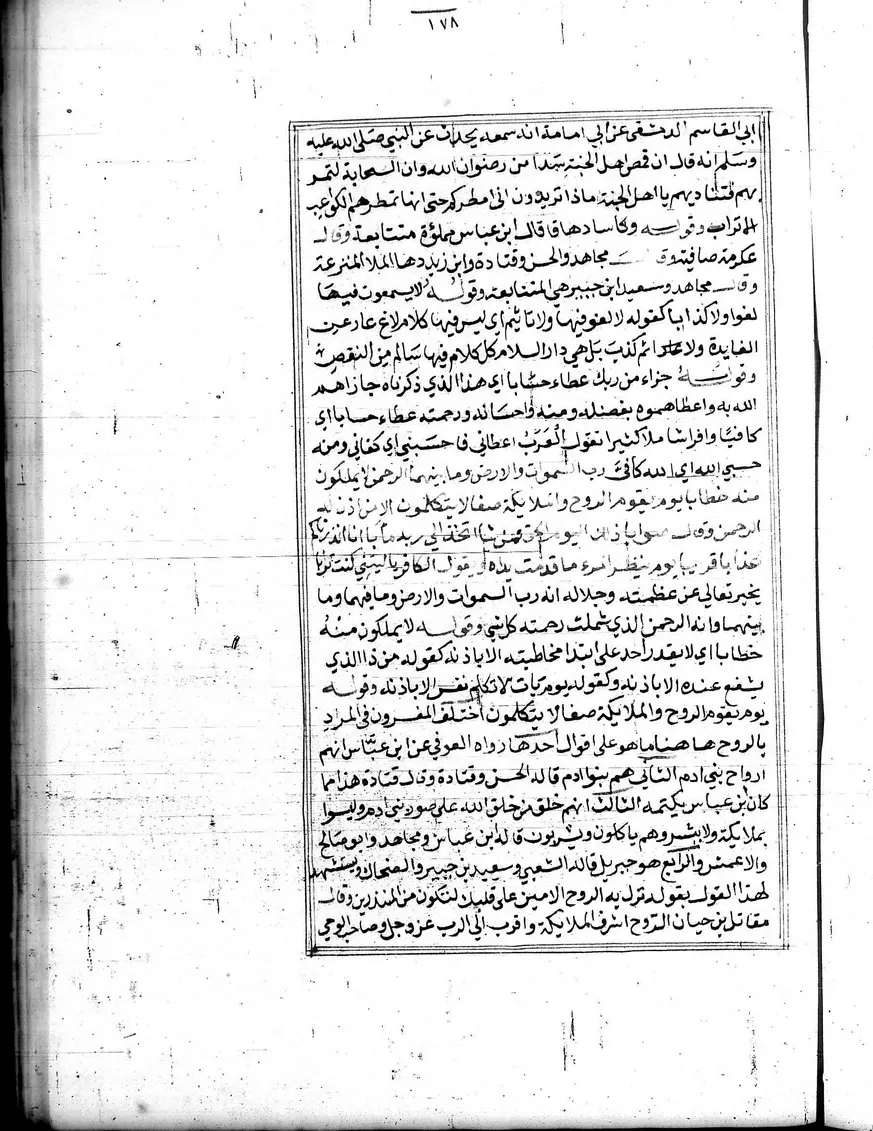 ١٧٨
ابي القاسم الدمشقي عن ابي امامة انه سمعه يحدث عن النبي صلى الله عليه
وسلم انه قال ان قمص اهل الجنة من رضوان الله وان السحابة لتمر
بهم فتناديهم يا اهل الجنة ماذا تريدون ان امطركم حتى انها تمطرهم الكواعب
الاتراب وقوله وكاسا دهاقا قال ابن عباس مملؤة متتابعة وقال
عكرمة صافية وقال مجاهد والحسن وقتادة وابن زيد دهاقا الملا المترعة
وقال مجاهد وسعيد ابن جبير هي المتتابعة وقوله لا يسمعون فيها
لغوا ولا كذابا كقوله لا لغو فيها ولا تاثيم اي ليس فيها كلام لاغ عار عن
الفايدة ولا اثم كذب بل هي دار السلام كل كلام فيها سالم من النقص
وقوله جزاء من ربك عطاء حسابا اي هذا الذي ذكرناه جازاهم
الله به واعطاهموه بفضله ومنه واحسانه ورحمته عطاء حسابا اي
كافيا وافرا كثيرا تقول العرب اعطاني فاحسبني اي كفاني ومنه
حسبي الله اي الله كافي رب السموات والارض وما بينهما الرحمن لا يملكون
منه خطابا يوم يقوم الروح والملايكة صفا لا يتكلمون الا من اذن له
الرحمن وقال صوابا ذلك اليوم الحق فمن شا اتخذ الى ربه مابا انا انذرناكم
عذابا قريبا يوم ينظر المرء ما قدمت يداه ويقول الكافر يا ليتني كنت ترابا
يخبر تعالى عن عظمته وجلاله انه رب السموات والارض وما فيهما وما
بينهما وانه الرحمن الذي شملت رحمته كل شي وقوله لا يملكون منه
خطابا اي لا يقدر احد على ابتدا مخاطبته الا باذنه كقوله من ذا الذي
يشفع عنده الا باذنه وكقوله يوم يات لا تكلم نفس الا باذنه وقوله
يوم يقوم الروح والملايكة صفا لا يتكلمون اختلف المفسرون في المراد
بالروح هاهنا ما هو على اقوال احدها رواه العوفي عن ابن عباس انهم
ارواح بني ادم الثاني هم بنوا ادم قاله الحسن وقتادة وقال قتادة هذا مما
كان ابن عباس يكتمه الثالث انهم خلق من خلق الله على صور بني ادم وليسوا
بملايكة ولا ببشر وهم ياكلون ويشربون قاله ابن عباس ومجاهد وابو صالح
والاعمش والرابع هو جبريل قاله الشعبي وسعيد بن جبير والضحاك ويستشهد
لهذا القول بقوله نزل به الروح الامين على قلبك لتكون من المنذرين وقال
مقاتل بن حيان الروح اشرف الملايكة واقرب الي الرب عز وجل وصاحب الوحي